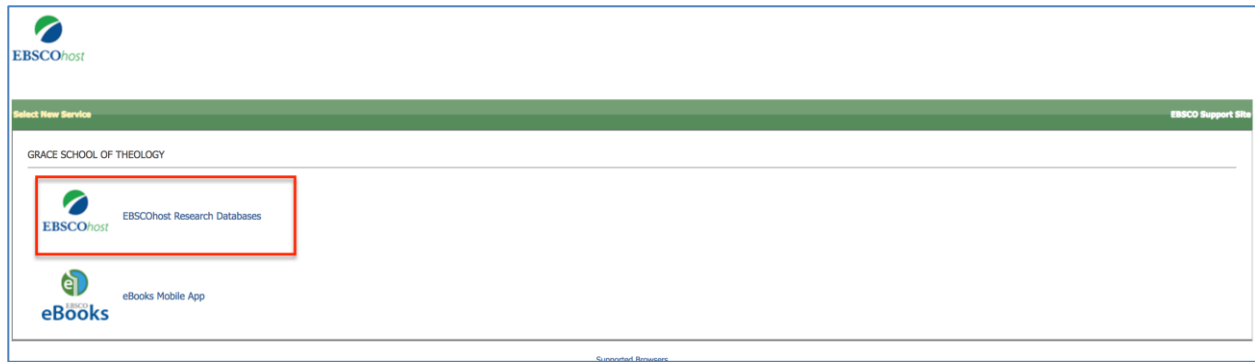 EBSCOhost
Select New Service
EBSCO Support Site
GRACE SCHOOL OF THEOLOGY
EBSCOhost
EBSCOhost Research Databases
EBSCO
eBooks
eBooks Mobile App
Supported Browsers